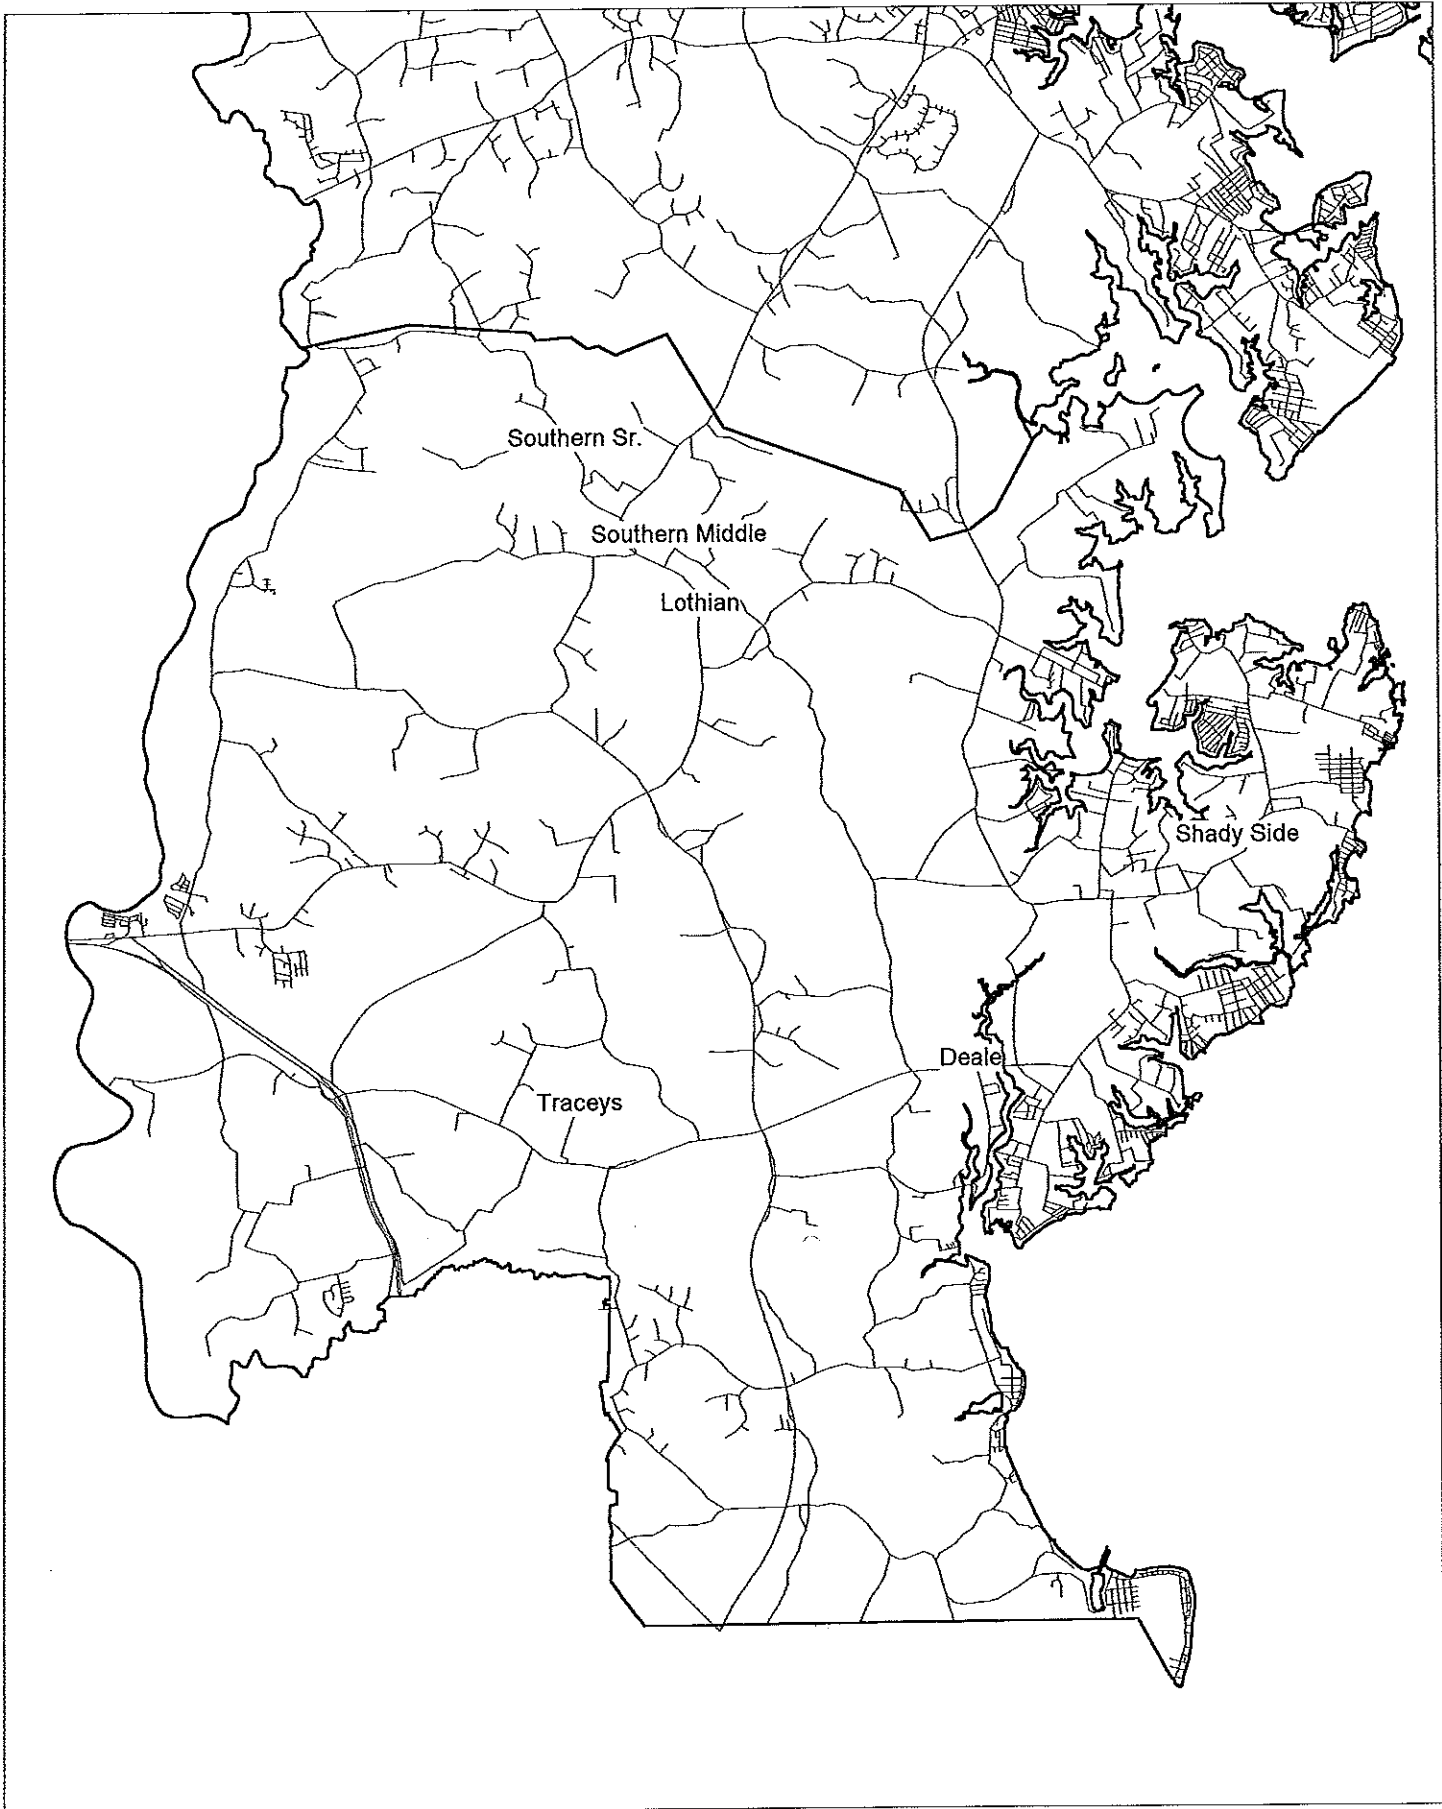 Southern Sr.
Southern Middle
Lothian
Shady Side
Deale
Traceys